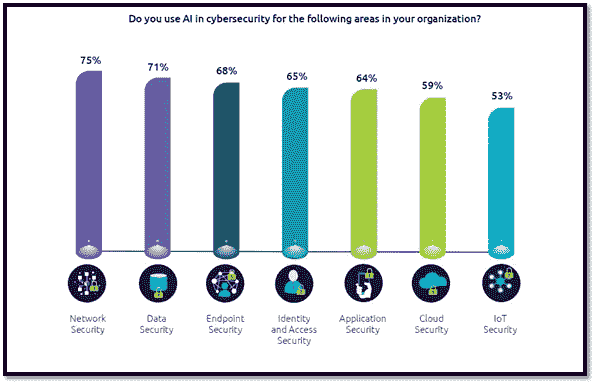 Do you use AI in cybersecurity for the following areas in your organization?
75%
71%
68%
65%
64%
59%
53%
Network
Security
Data
Security
Endpoint
Security
Identity
and Access
Security
Application
Security
Cloud
Security
IoT
Security